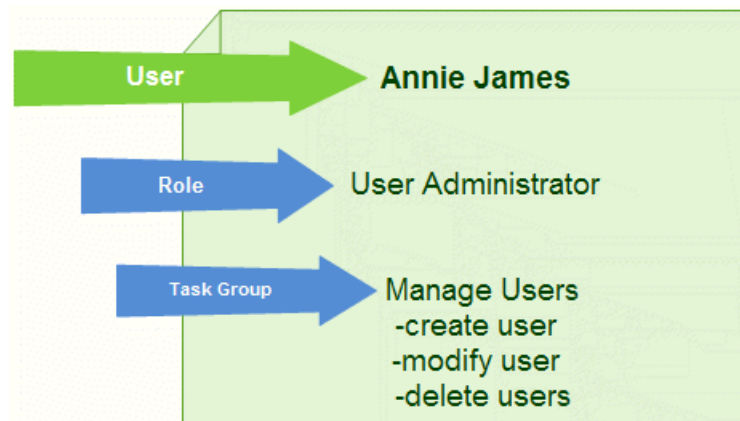 User Annie James
Role User Administrator
Task Group Manage Users
-create user
-modify user
-delete users